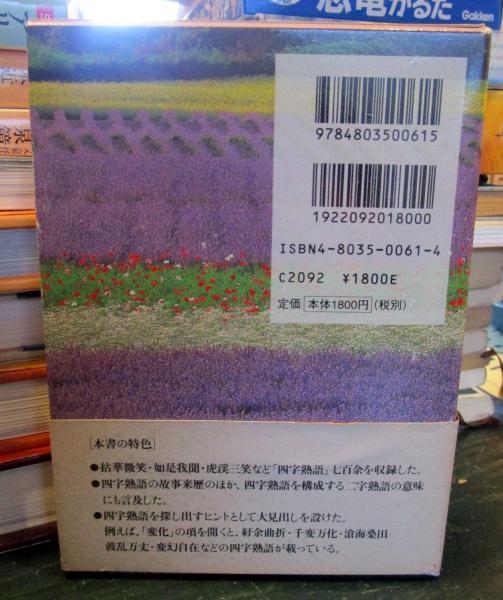 恐竜かるた
Gakken
9784803500615
1922092018000
ISBN4-8035-0061-4
C2092 ¥1800E
定価 本体1800円 (税別)
[本書の特色]
●拈華微笑・如是我聞・虎渓三笑など「四字熟語」七百余を収録した。
●四字熟語の故事来歴のほか、四字熟語を構成する二字熟語の意味
にも言及した。
●四字熟語を探し出すヒントとして大見出しを設けた。
例えば、「変化」の項を開くと、紆余曲折・千変万化・滄海桑田
波乱万丈・変幻自在などの四字熟語が載っている。